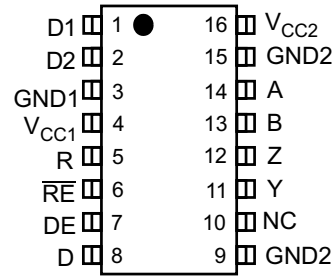 D1 1 16 VCC2
D2 2 15 GND2
GND1 3 14 A
VCC1 4 13 B
R 5 12 Z
R̅E̅ 6 11 Y
DE 7 10 NC
D 8 9 GND2